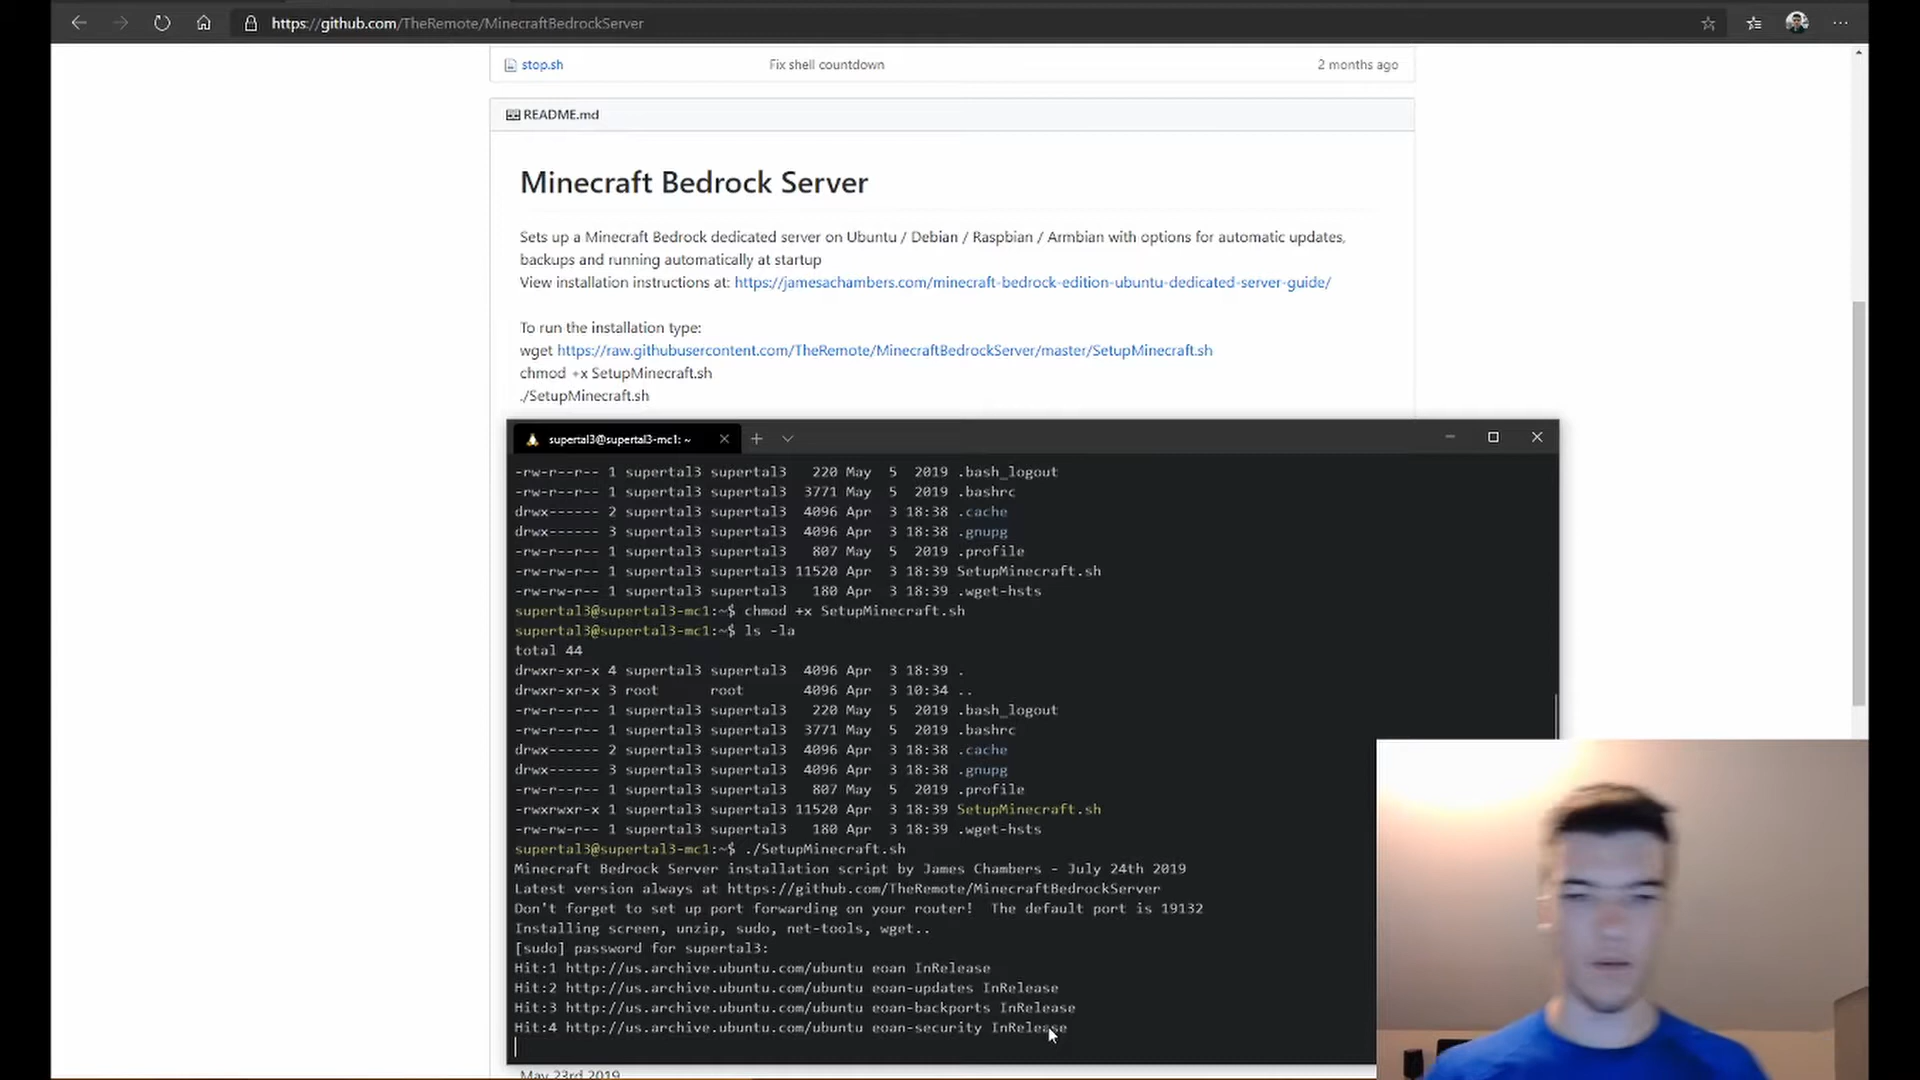 https://github.com/TheRemote/MinecraftBedrockServer
stop.sh Fix shell countdown 2 months ago
README.md
Minecraft Bedrock Server
Sets up a Minecraft Bedrock dedicated server on Ubuntu / Debian / Raspbian / Armbian with options for automatic updates,
backups and running automatically at startup
View installation instructions at: https://jamesachambers.com/minecraft-bedrock-edition-ubuntu-dedicated-server-guide/
To run the installation type:
wget https://raw.githubusercontent.com/TheRemote/MinecraftBedrockServer/master/SetupMinecraft.sh
chmod +x SetupMinecraft.sh
./SetupMinecraft.sh
supertal3@supertal3-mc1: ~
-rw-r--r-- 1 supertal3 supertal3 220 May 5 2019 .bash_logout
-rw-r--r-- 1 supertal3 supertal3 3771 May 5 2019 .bashrc
drwx------ 2 supertal3 supertal3 4096 Apr 3 18:38 .cache
drwx------ 3 supertal3 supertal3 4096 Apr 3 18:38 .gnupg
-rw-r--r-- 1 supertal3 supertal3 807 May 5 2019 .profile
-rw-rw-r-- 1 supertal3 supertal3 11520 Apr 3 18:39 SetupMinecraft.sh
-rw-rw-r-- 1 supertal3 supertal3 180 Apr 3 18:39 .wget-hsts
supertal3@supertal3-mc1:~$ chmod +x SetupMinecraft.sh
supertal3@supertal3-mc1:~$ ls -la
total 44
drwxr-xr-x 4 supertal3 supertal3 4096 Apr 3 18:39 .
drwxr-xr-x 3 root root 4096 Apr 3 10:34 ..
-rw-r--r-- 1 supertal3 supertal3 220 May 5 2019 .bash_logout
-rw-r--r-- 1 supertal3 supertal3 3771 May 5 2019 .bashrc
drwx------ 2 supertal3 supertal3 4096 Apr 3 18:38 .cache
drwx------ 3 supertal3 supertal3 4096 Apr 3 18:38 .gnupg
-rw-r--r-- 1 supertal3 supertal3 807 May 5 2019 .profile
-rwxrwxr-x 1 supertal3 supertal3 11520 Apr 3 18:39 SetupMinecraft.sh
-rw-rw-r-- 1 supertal3 supertal3 180 Apr 3 18:39 .wget-hsts
supertal3@supertal3-mc1:~$ ./SetupMinecraft.sh
Minecraft Bedrock Server installation script by James Chambers - July 24th 2019
Latest version always at https://github.com/TheRemote/MinecraftBedrockServer
Don't forget to set up port forwarding on your router!  The default port is 19132
Installing screen, unzip, sudo, net-tools, wget..
[sudo] password for supertal3:
Hit:1 http://us.archive.ubuntu.com/ubuntu eoan InRelease
Hit:2 http://us.archive.ubuntu.com/ubuntu eoan-updates InRelease
Hit:3 http://us.archive.ubuntu.com/ubuntu eoan-backports InRelease
Hit:4 http://us.archive.ubuntu.com/ubuntu eoan-security InRelease
May 23rd 2019